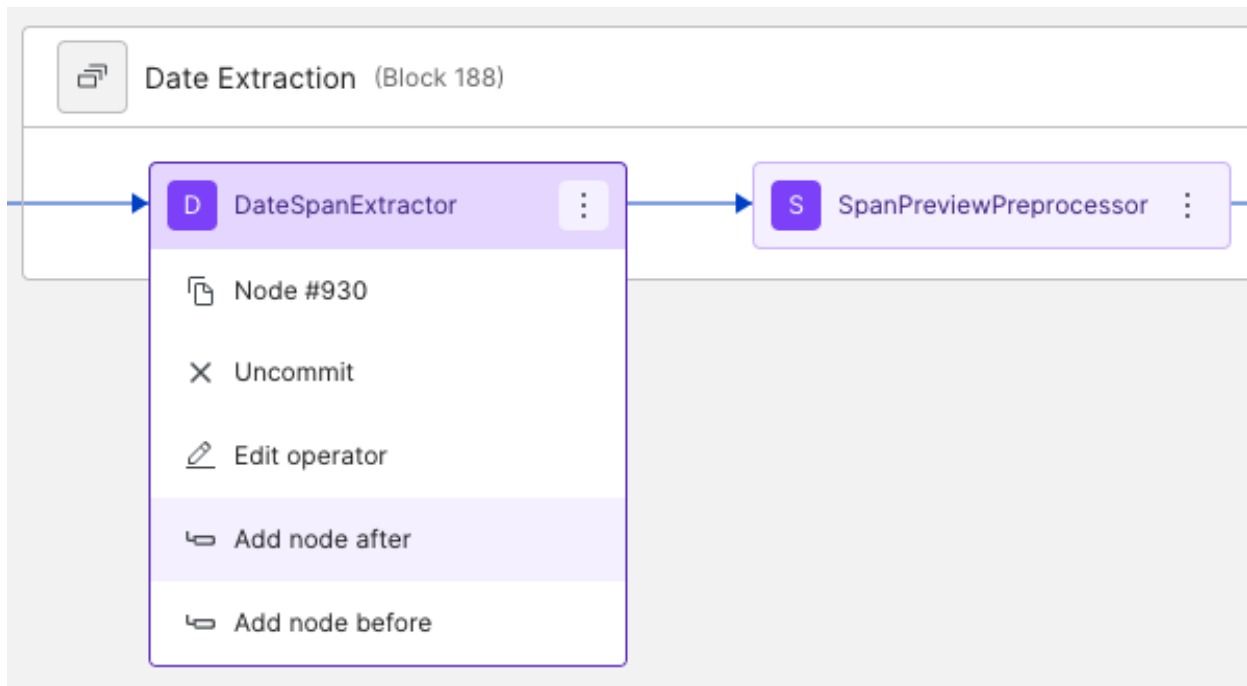 Date Extraction (Block 188)
D DateSpanExtractor
S SpanPreviewPreprocessor
Node #930
Uncommit
Edit operator
Add node after
Add node before